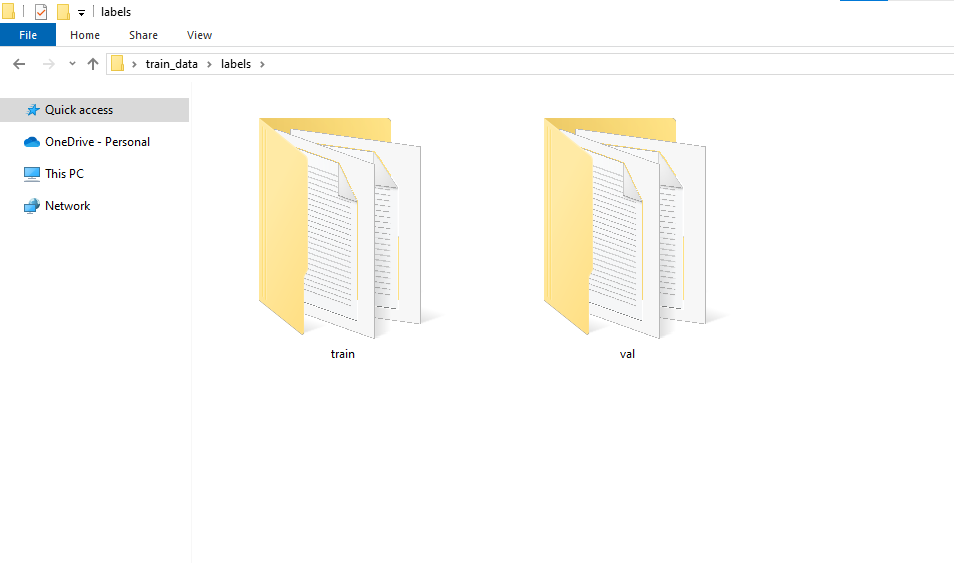 labels
File Home Share View
train_data labels
Quick access
OneDrive - Personal
This PC
Network
train val